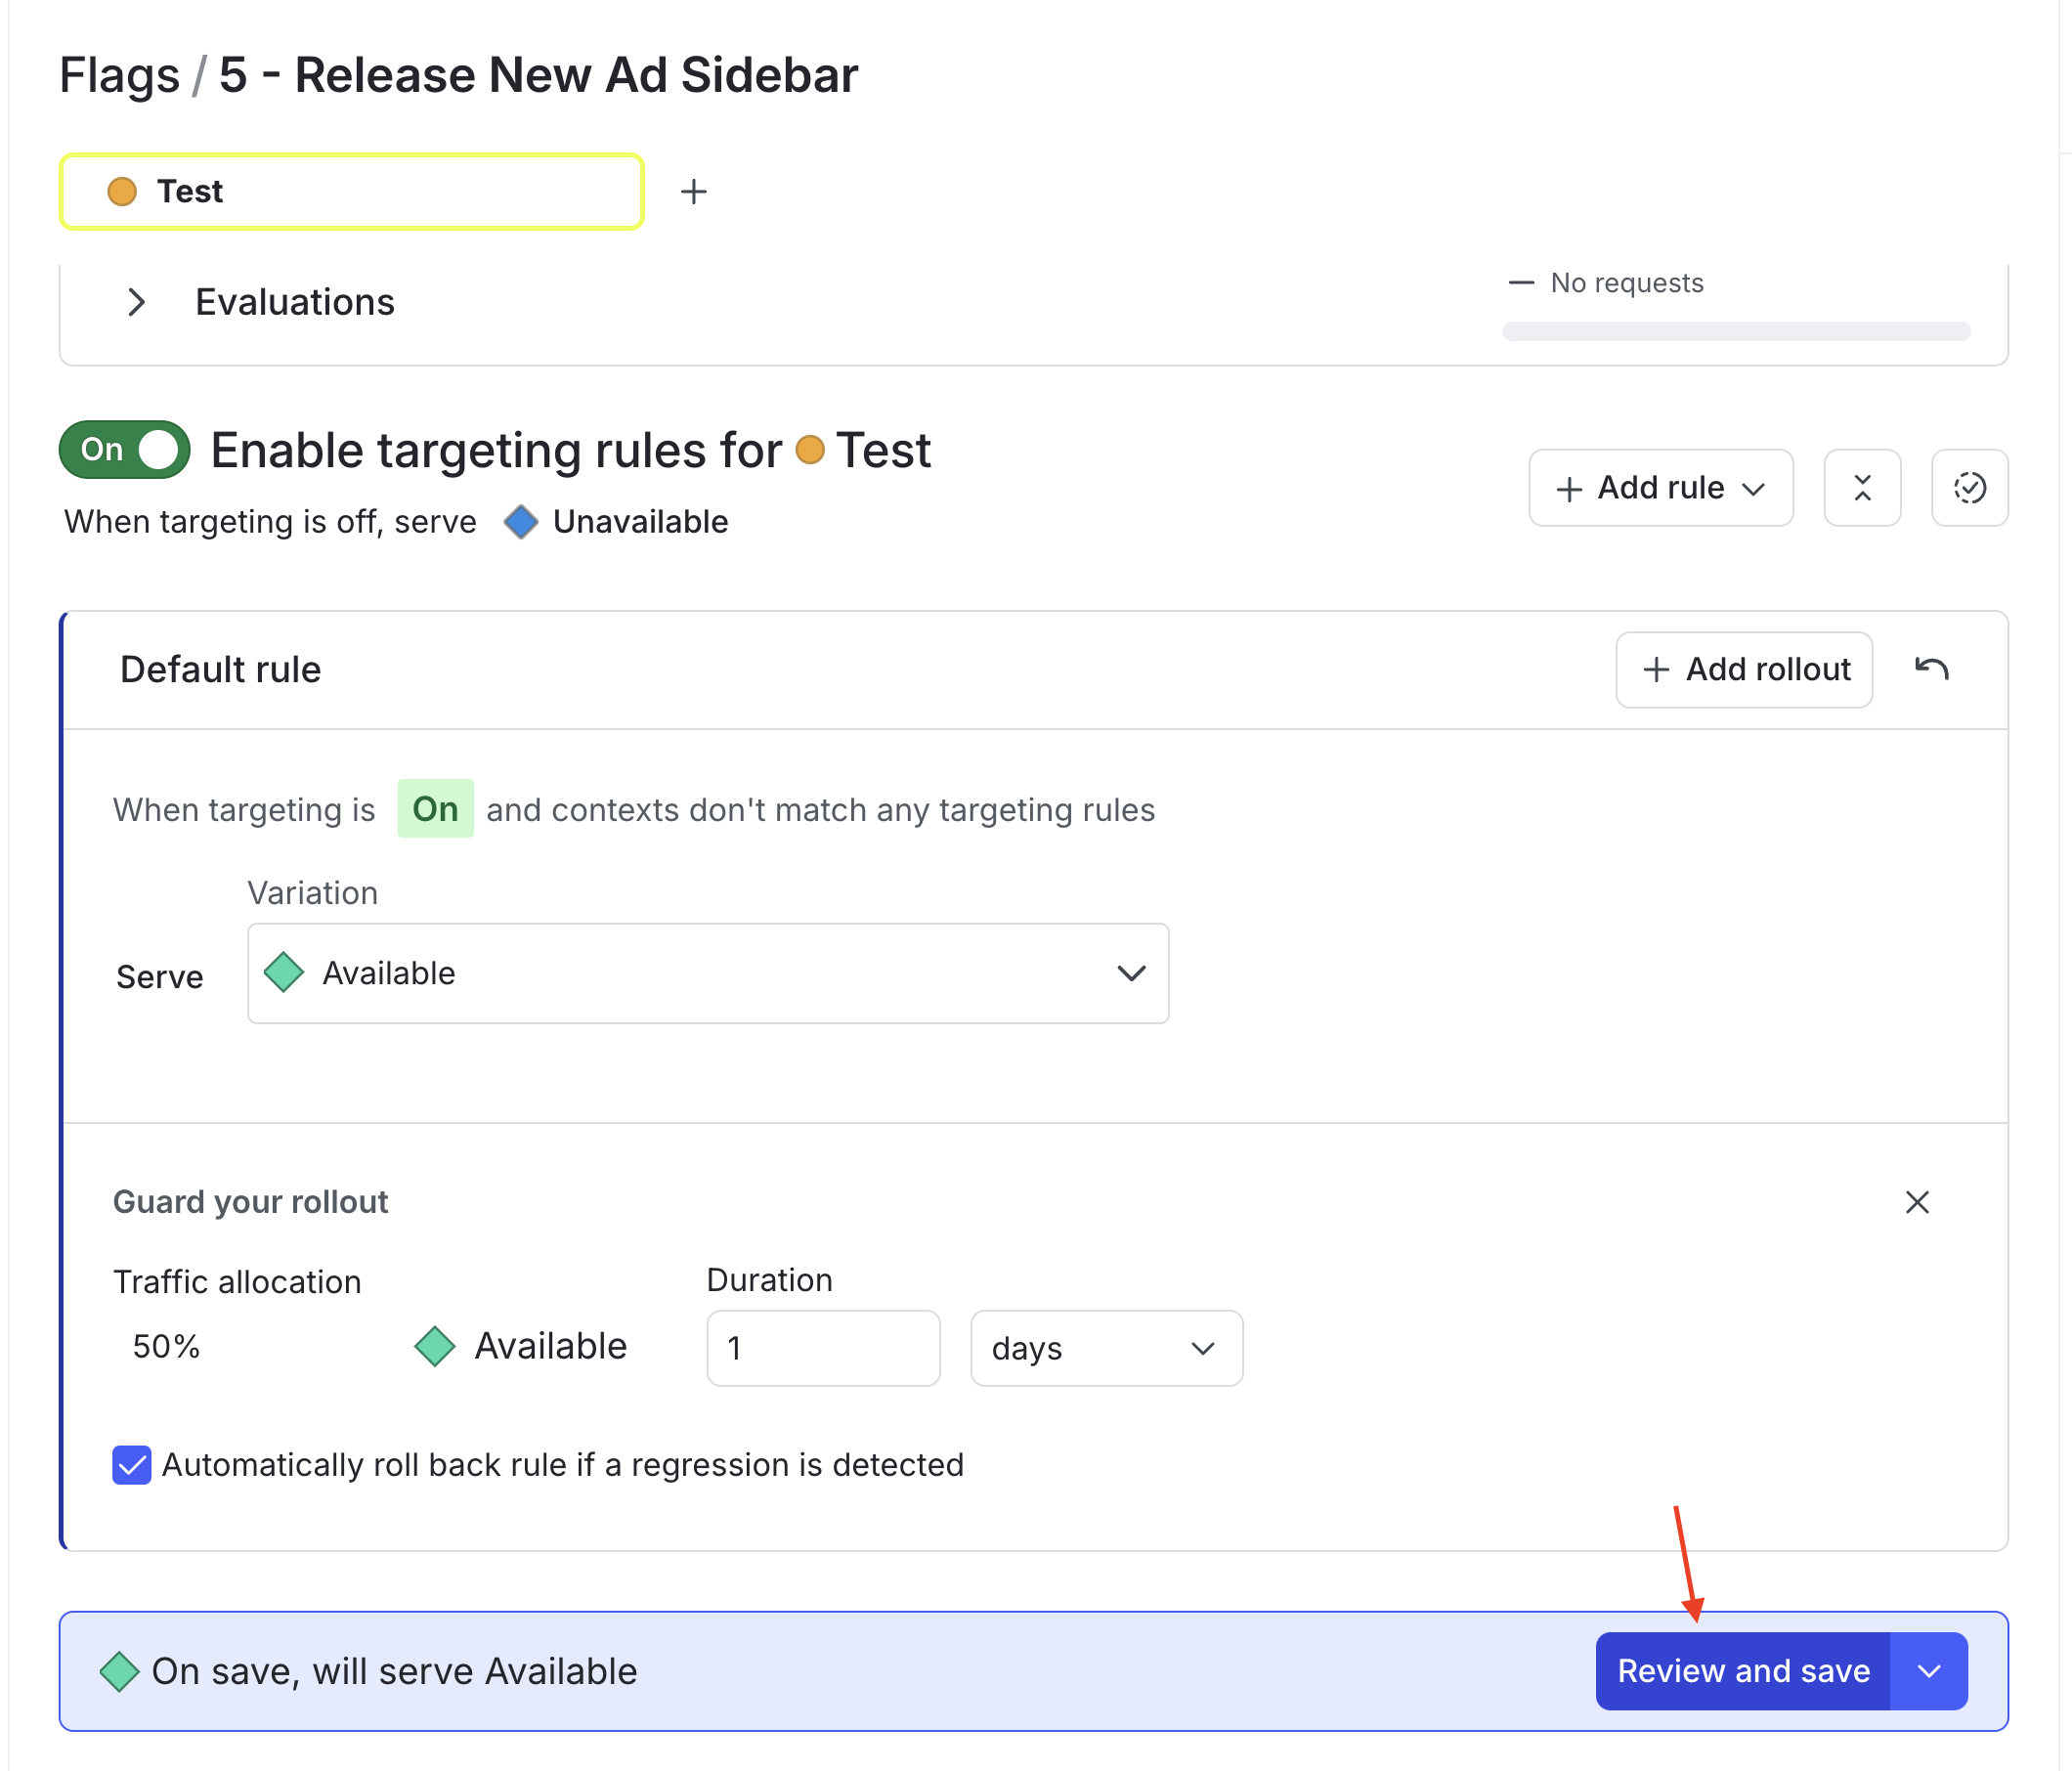 Flags / 5 - Release New Ad Sidebar
Test
Evaluations
No requests
On Enable targeting rules for Test
When targeting is off, serve Unavailable
Add rule
Default rule
Add rollout
When targeting is On and contexts don't match any targeting rules
Variation
Serve Available
Guard your rollout
Traffic allocation
Duration
50% Available 1 days
Automatically roll back rule if a regression is detected
On save, will serve Available
Review and save